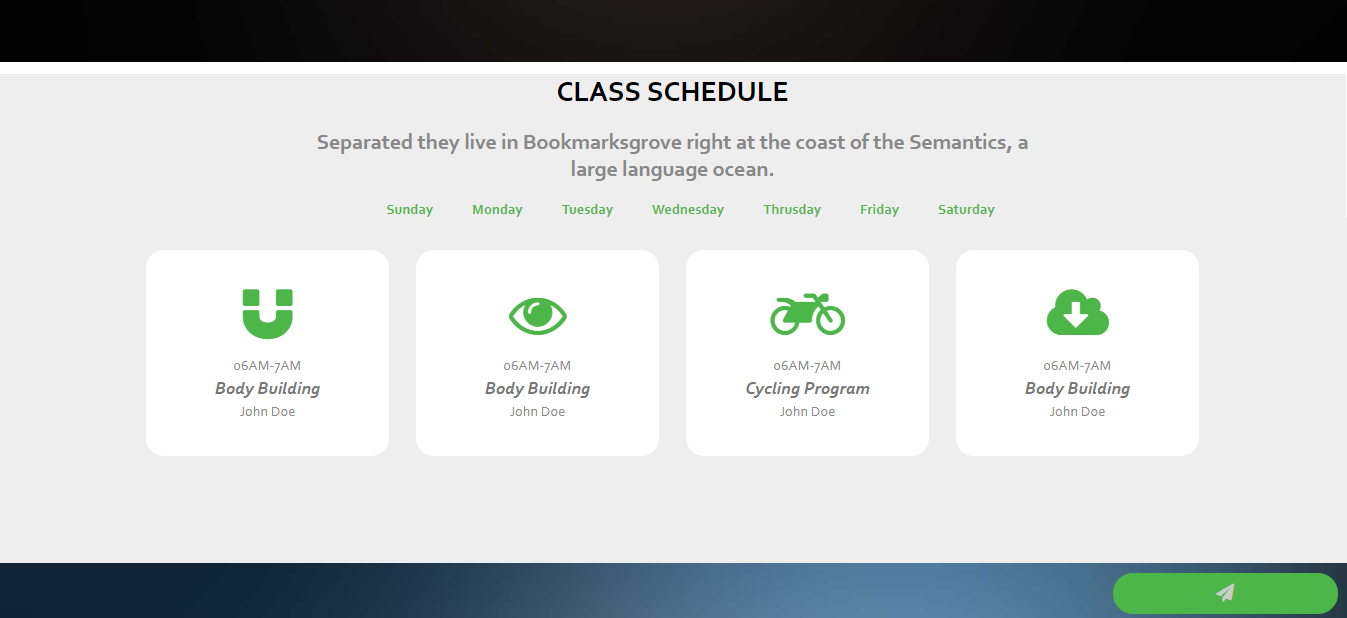 CLASS SCHEDULE
Separated they live in Bookmarksgrove right at the coast of the Semantics, a
large language ocean.
Sunday Monday Tuesday Wednesday Thrusday Friday Saturday
06AM-7AM 06AM-7AM 06AM-7AM 06AM-7AM
Body Building Body Building Cycling Program Body Building
John Doe John Doe John Doe John Doe